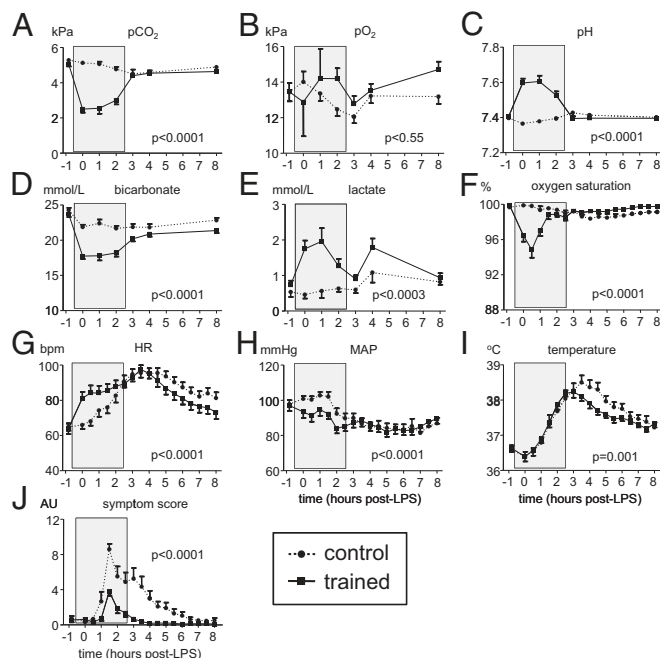 A kPa pCO2
6
4
2
0
-1 0 1 2 3 4 5 6 7 8
p<0.0001
B kPa pO2
16
14
12
10
-1 0 1 2 3 4 5 6 7 8
p<0.55
C pH
7.8
7.6
7.4
7.2
-1 0 1 2 3 4 5 6 7 8
p<0.0001
D mmol/L bicarbonate
25
20
15
10
-1 0 1 2 3 4 5 6 7 8
p<0.0001
E mmol/L lactate
3
2
1
0
-1 0 1 2 3 4 5 6 7 8
p<0.0003
F % oxygen saturation
100
96
92
88
-1 0 1 2 3 4 5 6 7 8
p<0.0001
G bpm HR
100
80
60
40
-1 0 1 2 3 4 5 6 7 8
p<0.0001
H mmHg MAP
120
100
80
60
-1 0 1 2 3 4 5 6 7 8
p<0.0001
time (hours post-LPS)
I ºC temperature
39
38
37
36
-1 0 1 2 3 4 5 6 7 8
p=0.001
time (hours post-LPS)
J AU symptom score
12
8
4
0
-1 0 1 2 3 4 5 6 7 8
p<0.0001
time (hours post-LPS)
control
trained